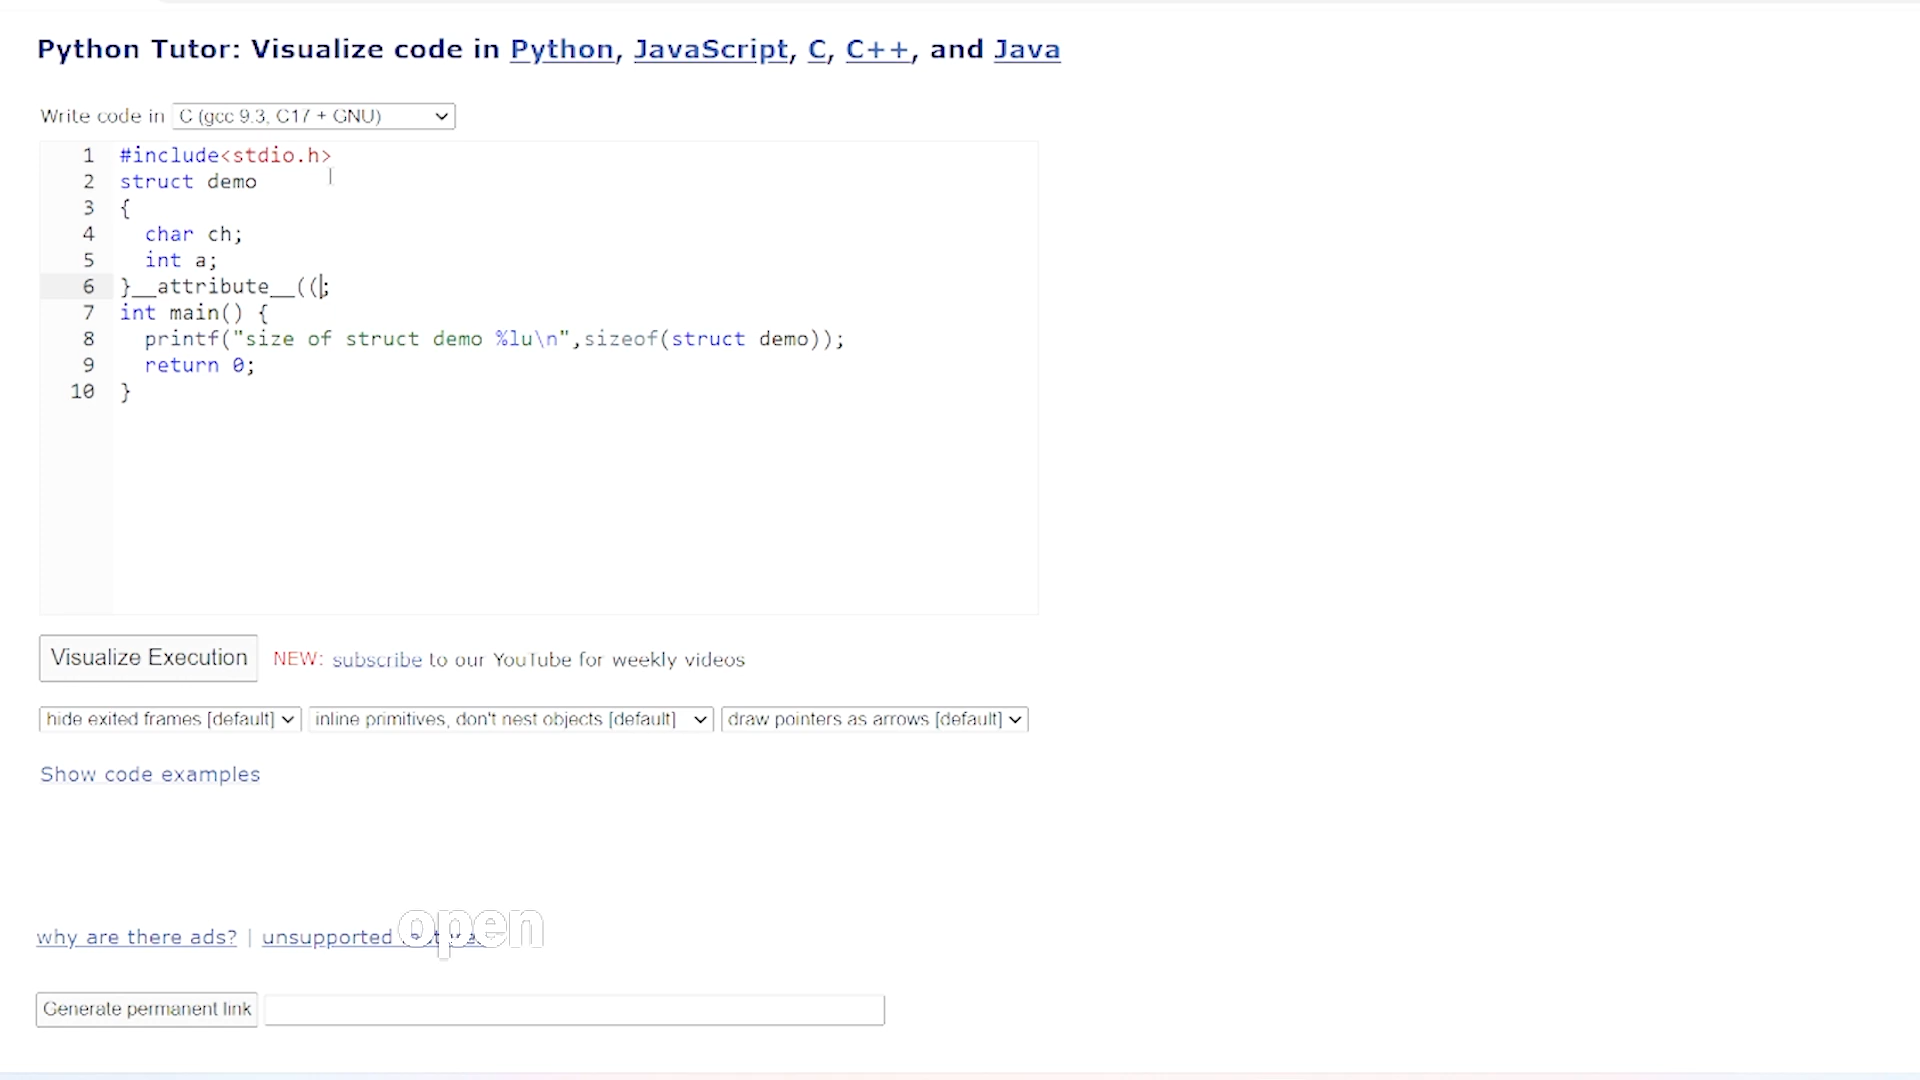 Python Tutor: Visualize code in Python, JavaScript, C, C++, and Java
Write code in C (gcc 9.3, C17 + GNU)
1 #include<stdio.h>
2 struct demo
3 {
4 char ch;
5 int a;
6 }__attribute__((;
7 int main() {
8 printf("size of struct demo %lu\n",sizeof(struct demo));
9 return 0;
10 }
Visualize Execution NEW: subscribe to our YouTube for weekly videos
hide exited frames [default] inline primitives, don't nest objects [default] draw pointers as arrows [default]
Show code examples
why are there ads? | unsupported
open
Generate permanent link